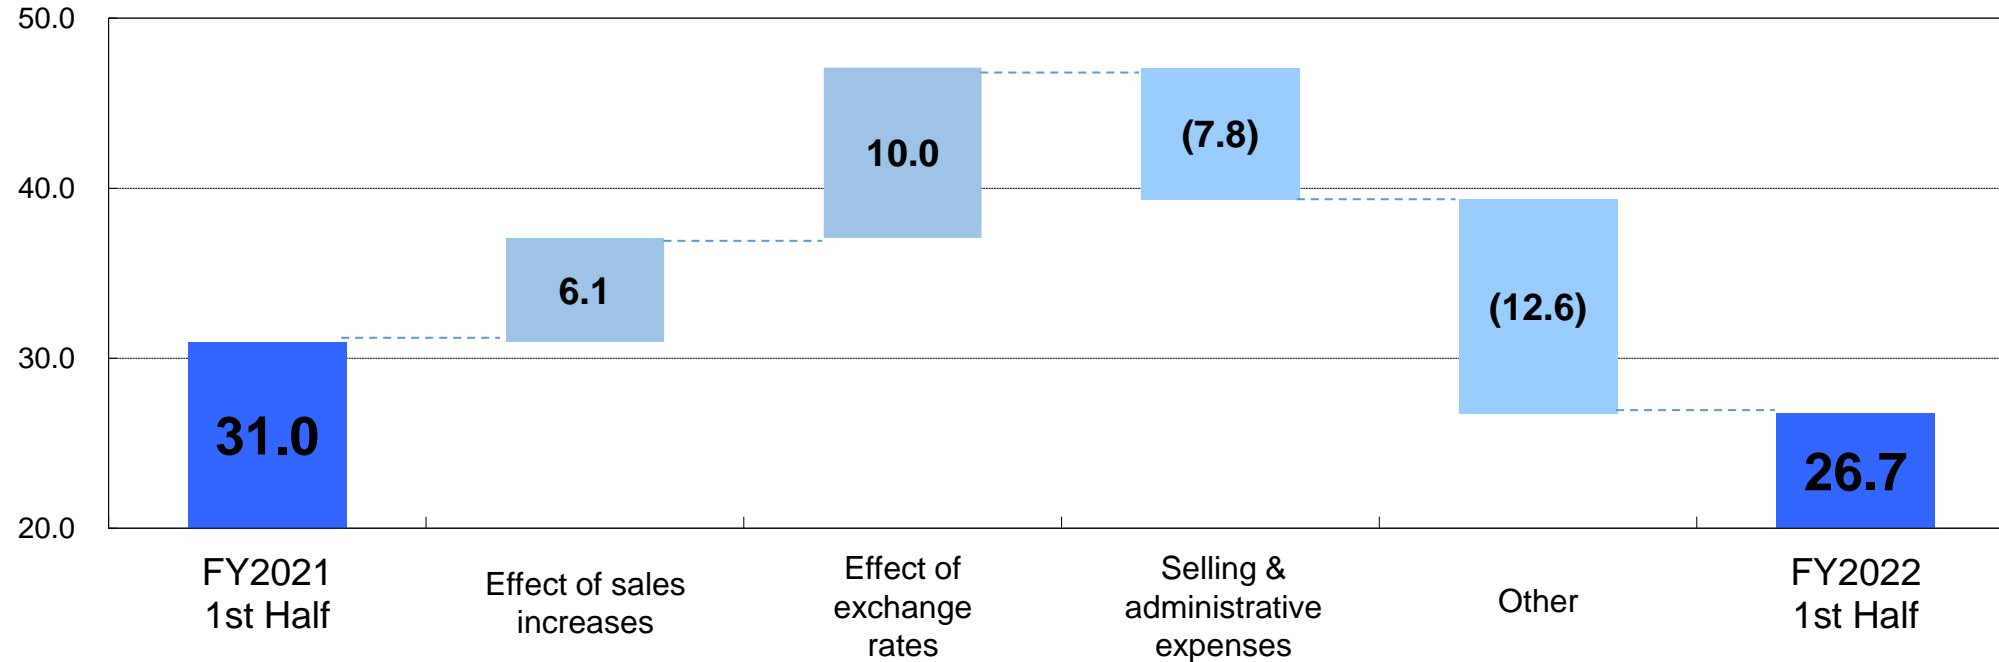 50.0
40.0
30.0
20.0
31.0
6.1
10.0
(7.8)
(12.6)
26.7
FY2021
1st Half
Effect of sales
increases
Effect of
exchange
rates
Selling &
administrative
expenses
Other
FY2022
1st Half